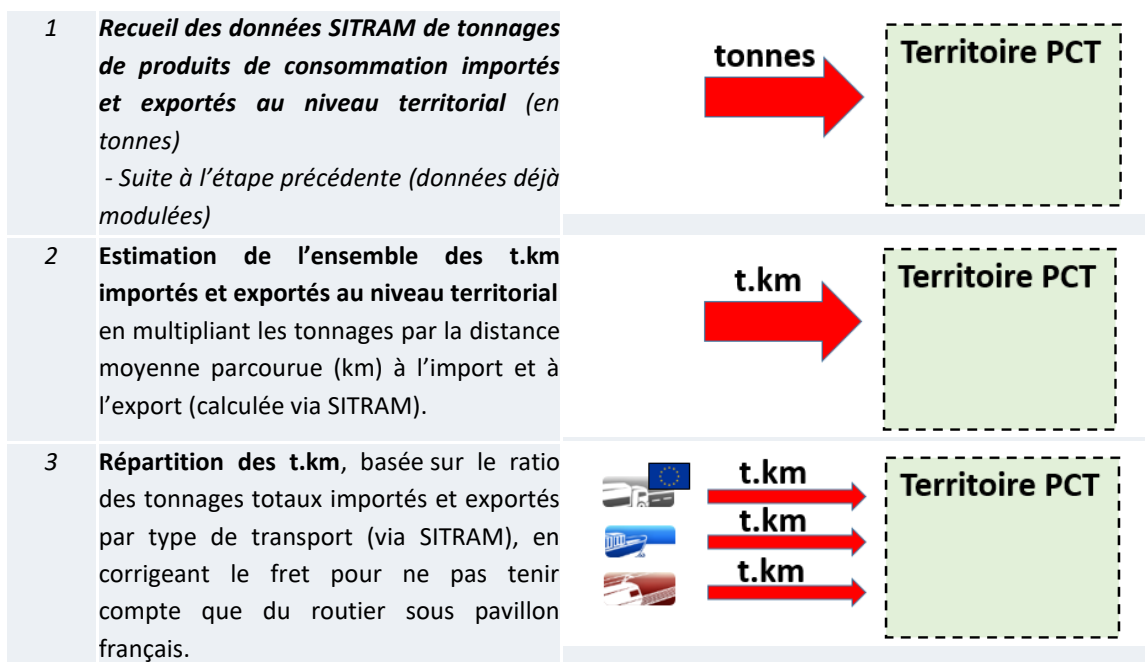 1
Recueil des données SITRAM de tonnages
de produits de consommation importés
et exportés au niveau territorial (en
tonnes)
- Suite à l'étape précédente (données déjà
modulées)
tonnes
Territoire PCT
2
Estimation de l'ensemble des t.km
importés et exportés au niveau territorial
en multipliant les tonnages par la distance
moyenne parcourue (km) à l'import et à
l'export (calculée via SITRAM).
t.km
Territoire PCT
3
Répartition des t.km, basée sur le ratio
des tonnages totaux importés et exportés
par type de transport (via SITRAM), en
corrigeant le fret pour ne pas tenir
compte que du routier sous pavillon
français.
t.km
t.km
t.km
Territoire PCT